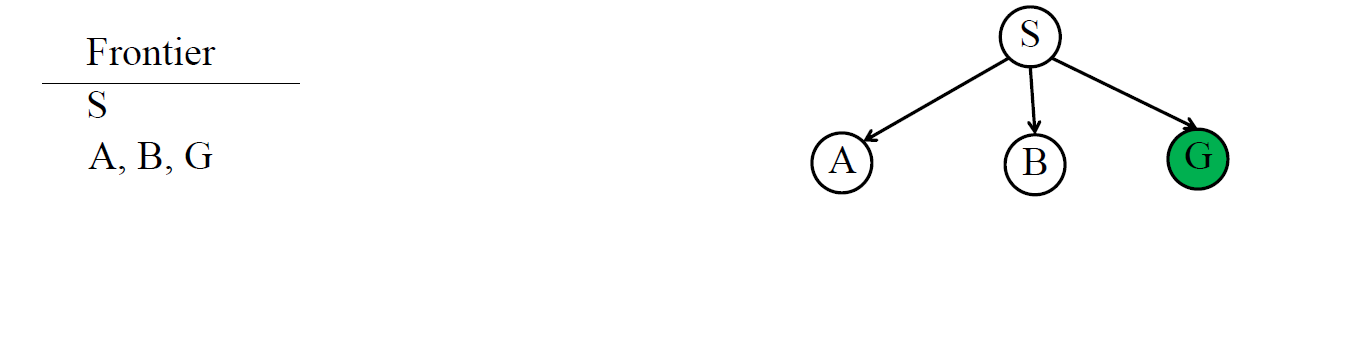 Frontier
S
A, B, G
S
A B G